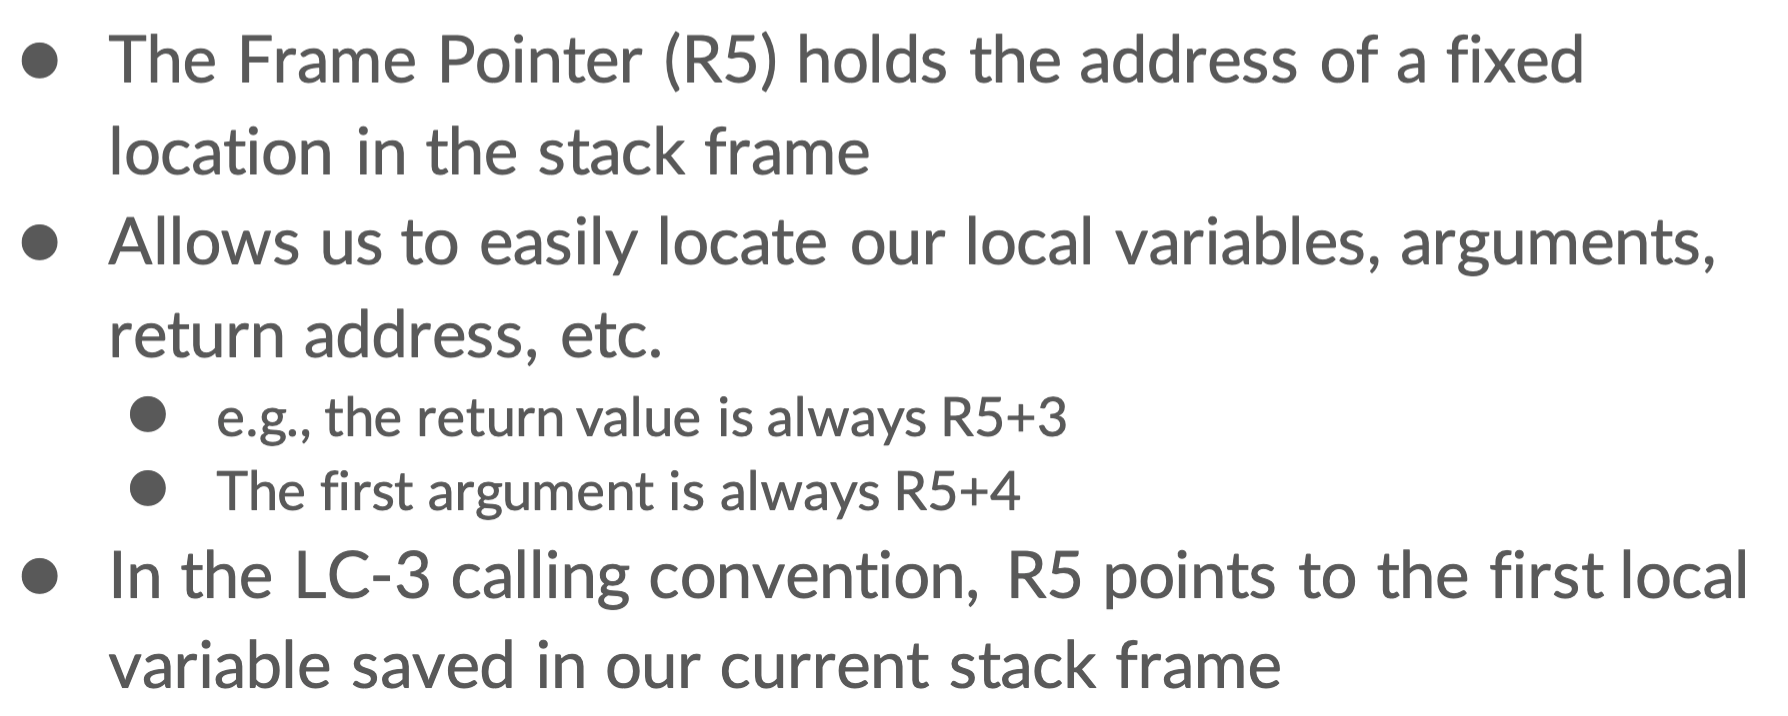 ● The Frame Pointer (R5) holds the address of a fixed
location in the stack frame
● Allows us to easily locate our local variables, arguments,
return address, etc.
● e.g., the return value is always R5+3
● The first argument is always R5+4
● In the LC-3 calling convention, R5 points to the first local
variable saved in our current stack frame